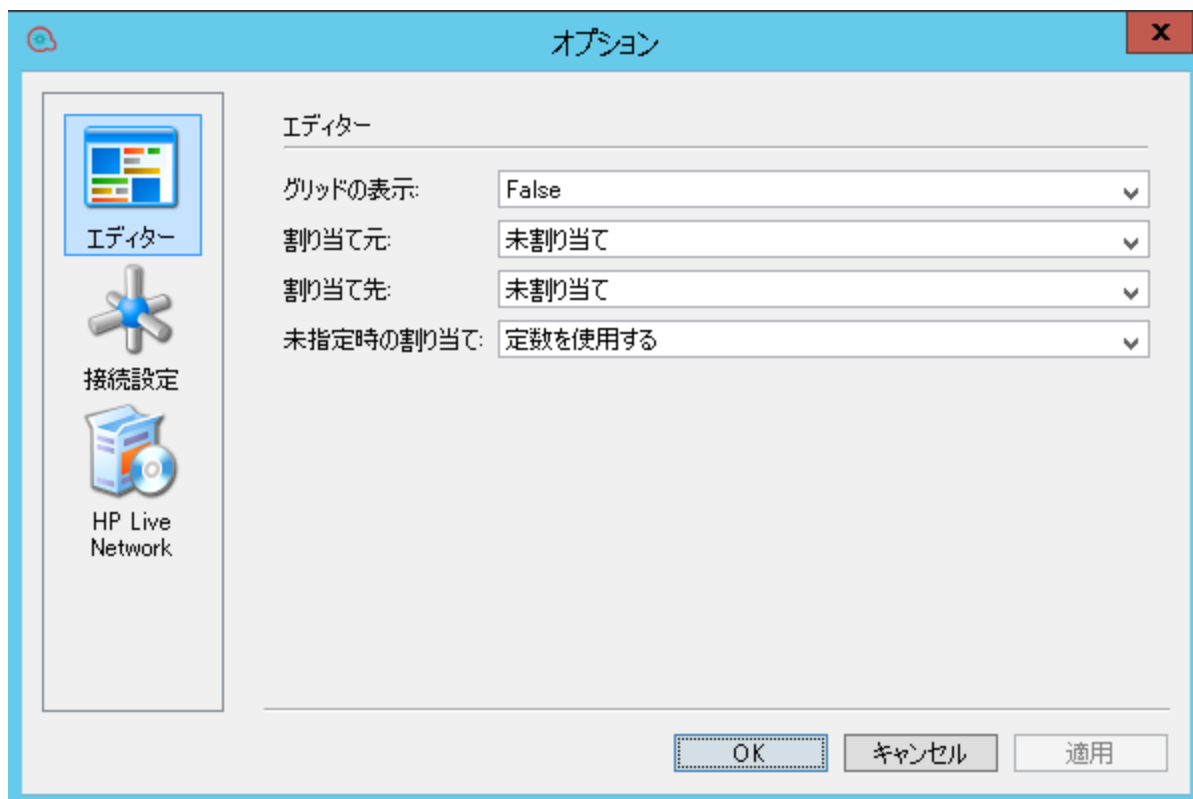 オプション
エディター
接続設定
HP Live
Network
エディター
グリッドの表示: False
割り当て元: 未割り当て
割り当て先: 未割り当て
未指定時の割り当て: 定数を使用する
OK キャンセル 適用